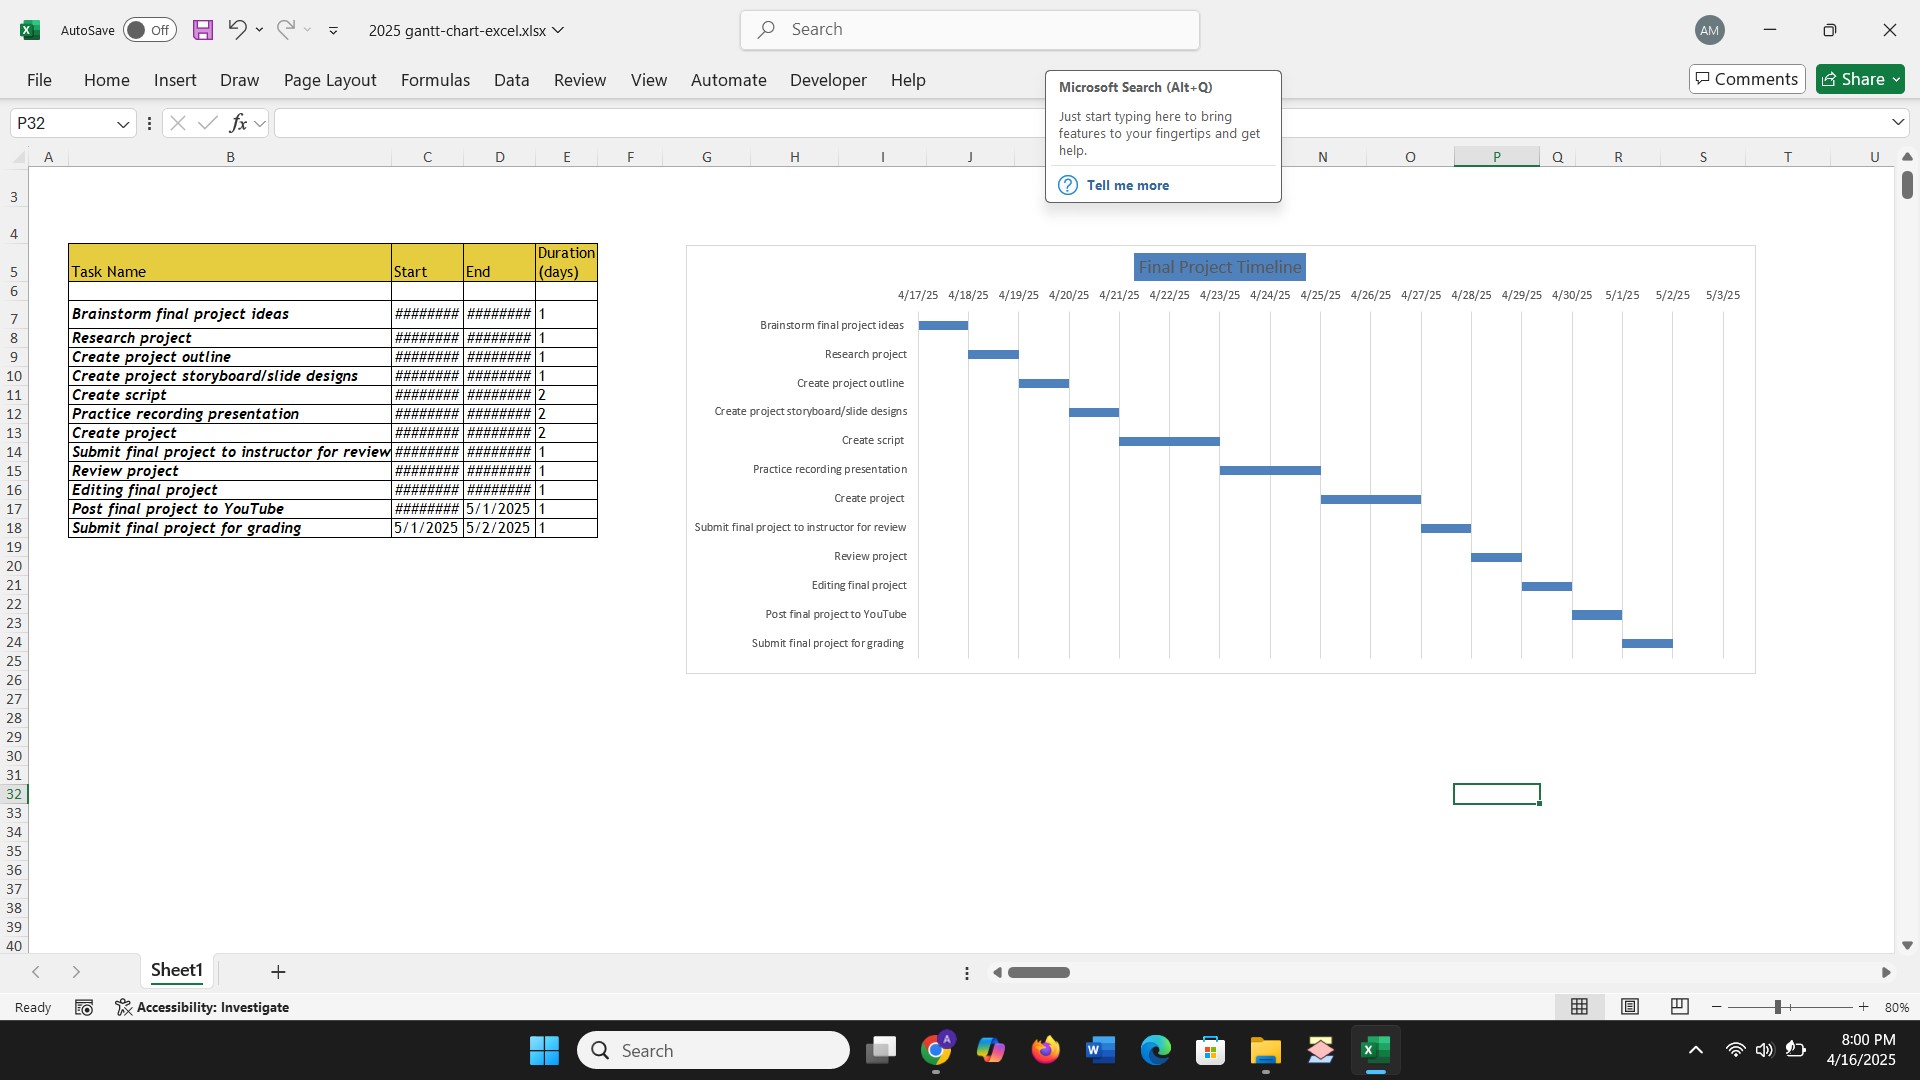 AutoSave Off 2025 gantt-chart-excel.xlsx Search AM
File Home Insert Draw Page Layout Formulas Data Review View Automate Developer Help Comments Share
Microsoft Search (Alt+Q)
Just start typing here to bring
features to your fingertips and get
help.
Tell me more
P32 fx
A B C D E F G H I J N O P Q R S T U
3
4
Task Name Start End Duration (days)
5
6
7 Brainstorm final project ideas ######## ######## 1
8 Research project ######## ######## 1
9 Create project outline ######## ######## 1
10 Create project storyboard/slide designs ######## ######## 1
11 Create script ######## ######## 2
12 Practice recording presentation ######## ######## 2
13 Create project ######## ######## 2
14 Submit final project to instructor for review ######## ######## 1
15 Review project ######## ######## 1
16 Editing final project ######## ######## 1
17 Post final project to YouTube ######## 5/1/2025 1
18 Submit final project for grading 5/1/2025 5/2/2025 1
19
20
21
22
23
24
25
26
27
28
29
30
31
32
33
34
35
36
37
38
39
40
Final Project Timeline
4/17/25 4/18/25 4/19/25 4/20/25 4/21/25 4/22/25 4/23/25 4/24/25 4/25/25 4/26/25 4/27/25 4/28/25 4/29/25 4/30/25 5/1/25 5/2/25 5/3/25
Brainstorm final project ideas
Research project
Create project outline
Create project storyboard/slide designs
Create script
Practice recording presentation
Create project
Submit final project to instructor for review
Review project
Editing final project
Post final project to YouTube
Submit final project for grading
Sheet1
Ready Accessibility: Investigate 80%
Search
8:00 PM
4/16/2025